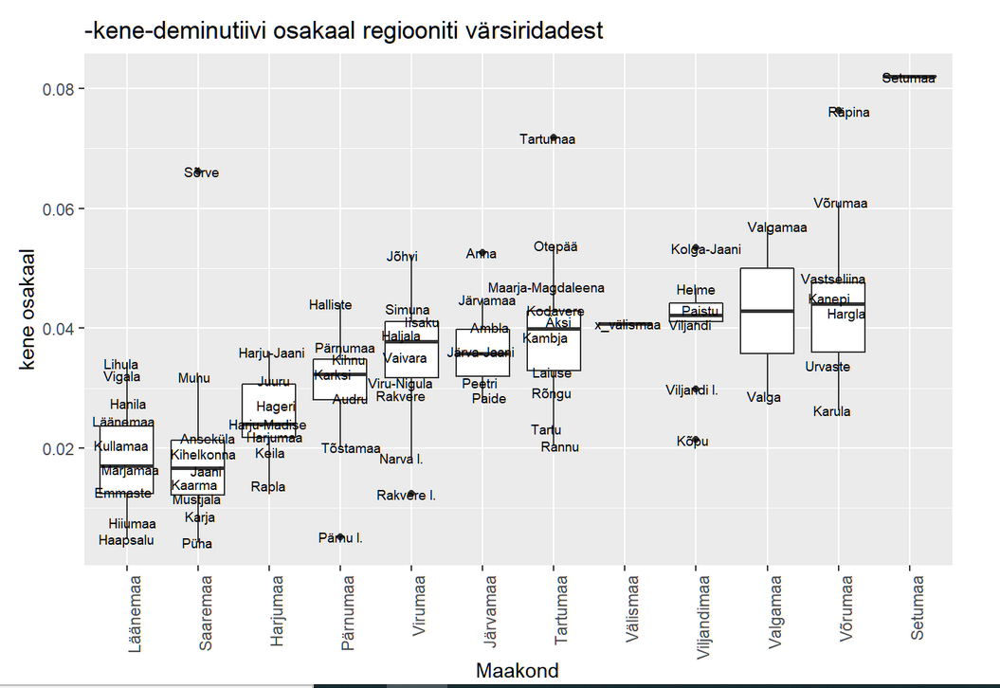 -kene-deminutiivi osakaal regiooniti värsiridadest
kene osakaal
0.08
0.06
0.04
0.02
Lihula
Vigala
Hanila
Läänemaa
Kullamaa
Märjamaa
Emmaste
Hiiumaa
Haapsalu
Sõrve
Muhu
Anseküla
Kihelkonna
Jaani
Kaarma
Mustjala
Karja
Püha
Harju-Jaani
Juuru
Hageri
Harju-Madise
Harjumaa
Keila
Rapla
Halliste
Pärnumaa
Kihnu
Karksi
Audru
Tõstamaa
Pärnu l.
Jõhvi
Simuna
Iisaku
Haljala
Vaivara
Viru-Nigula
Rakvere
Narva l.
Rakvere l.
Anna
Järvamaa
Ambla
Järva-Jaani
Peetri
Paide
Tartumaa
Otepää
Maarja-Magdaleena
Kodavere
Äksi
Kambja
Laiuse
Rõngu
Tartu
Rannu
x_välismaa
Kolga-Jaani
Helme
Paistu
Viljandi
Viljandi l.
Kõpu
Valgamaa
Valga
Räpina
Võrumaa
Vastseliina
Kanepi
Hargla
Urvaste
Karula
Setumaa
Läänemaa
Saaremaa
Harjumaa
Pärnumaa
Virumaa
Järvamaa
Tartumaa
Välismaa
Viljandimaa
Valgamaa
Võrumaa
Setumaa
Maakond